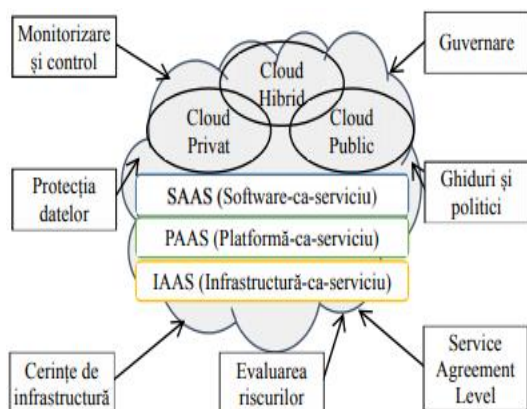 Monitorizare
și control
Guvernare
Cloud
Hibrid
Cloud
Privat
Cloud
Public
Protecția
datelor
Ghiduri și
politici
SAAS (Software-ca-serviciu)
PAAS (Platformă-ca-serviciu)
IAAS (Infrastructură-ca-serviciu)
Cerințe de
infrastructură
Evaluarea
riscurilor
Service
Agreement
Level